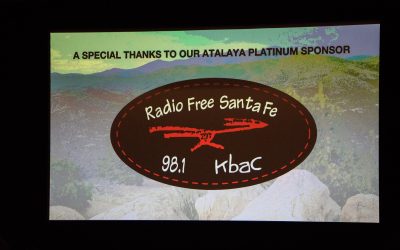 A SPECIAL THANKS TO OUR ATALAYA PLATINUM SPONSOR
Radio Free Santa Fe
98.1 Kbac